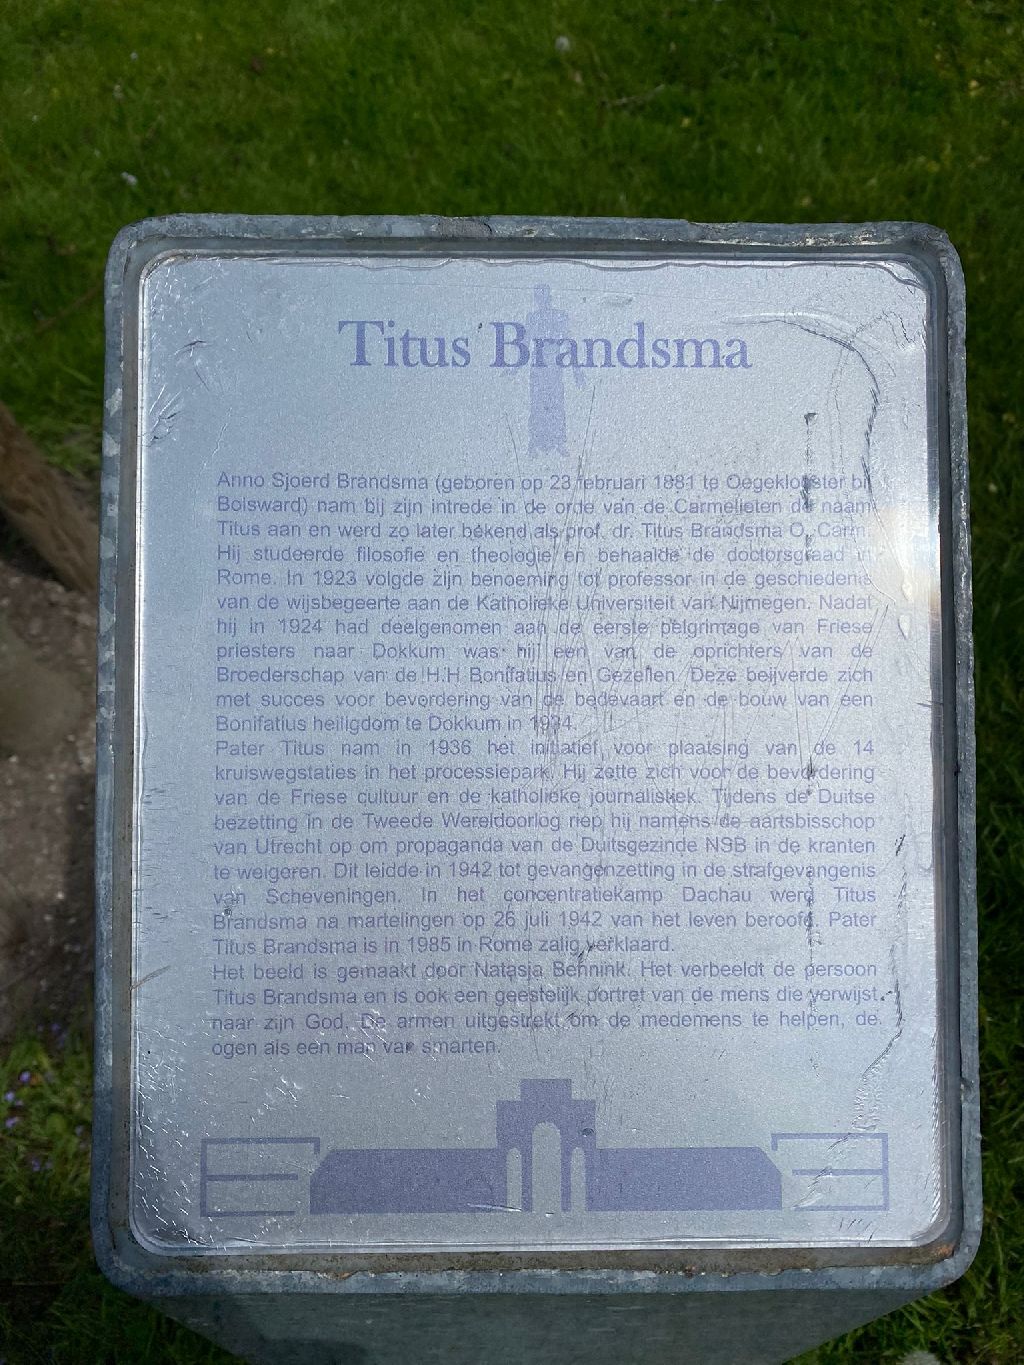 Titus Brandsma
Anno Sjoerd Brandsma (geboren op 23 februari 1881 te Oegeklooster bij
Bolsward) nam bij zijn intrede in de orde van de Carmelieten de naam
Titus aan en werd zo later bekend als prof. dr. Titus Brandsma O. Carm.
Hij studeerde filosofie en theologie en behaalde de doctorsgraad in
Rome. In 1923 volgde zijn benoeming tot professor in de geschiedenis
van de wijsbegeerte aan de Katholieke Universiteit van Nijmegen. Nadat
hij in 1924 had deelgenomen aan de eerste pelgrimage van Friese
priesters naar Dokkum was hij een van de oprichters van de
Broederschap van de H.H Bonifatius en Gezellen. Deze beijverde zich
met succes voor bevordering van de bedevaart en de bouw van een
Bonifatius heiligdom te Dokkum in 1934.
Pater Titus nam in 1936 het initiatief voor plaatsing van de 14
kruiswegstaties in het processiepark. Hij zette zich voor de bevordering
van de Friese cultuur en de katholieke journalistiek. Tijdens de Duitse
bezetting in de Tweede Wereldoorlog riep hij namens de aartsbisschop
van Utrecht op om propaganda van de Duitsgezinde NSB in de kranten
te weigeren. Dit leidde in 1942 tot gevangenzetting in de strafgevangenis
van Scheveningen. In het concentratiekamp Dachau werd Titus
Brandsma na martelingen op 26 juli 1942 van het leven beroofd. Pater
Titus Brandsma is in 1985 in Rome zalig verklaard.
Het beeld is gemaakt door Natasja Bennink. Het verbeeldt de persoon
Titus Brandsma en is ook een geestelijk portret van de mens die verwijst
naar zijn God. De armen uitgestrekt om de medemens te helpen, de
ogen als een man van smarten.